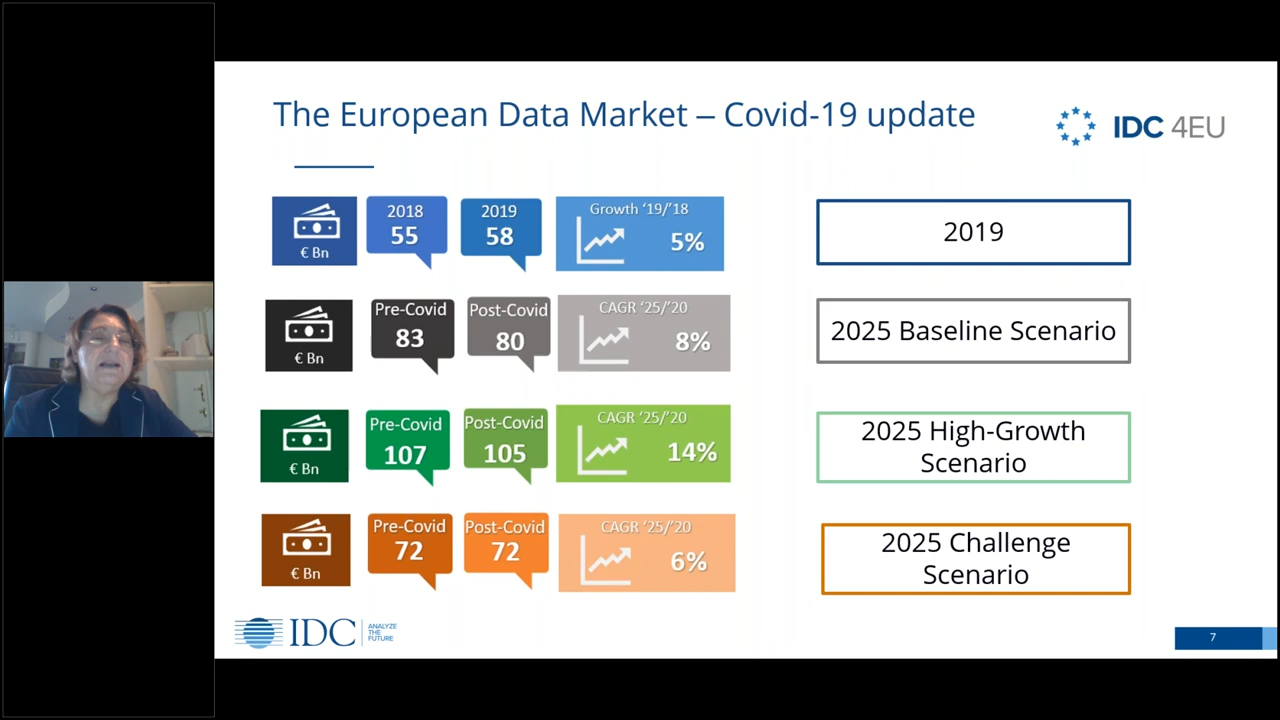 The European Data Market – Covid-19 update
IDC 4EU
€ Bn
2018
55
2019
58
Growth ‘19/’18
5%
2019
€ Bn
Pre-Covid
83
Post-Covid
80
CAGR ‘25/’20
8%
2025 Baseline Scenario
€ Bn
Pre-Covid
107
Post-Covid
105
CAGR ‘25/’20
14%
2025 High-Growth
Scenario
€ Bn
Pre-Covid
72
Post-Covid
72
CAGR ‘25/’20
6%
2025 Challenge
Scenario
IDC
ANALYZE
THE
FUTURE
7